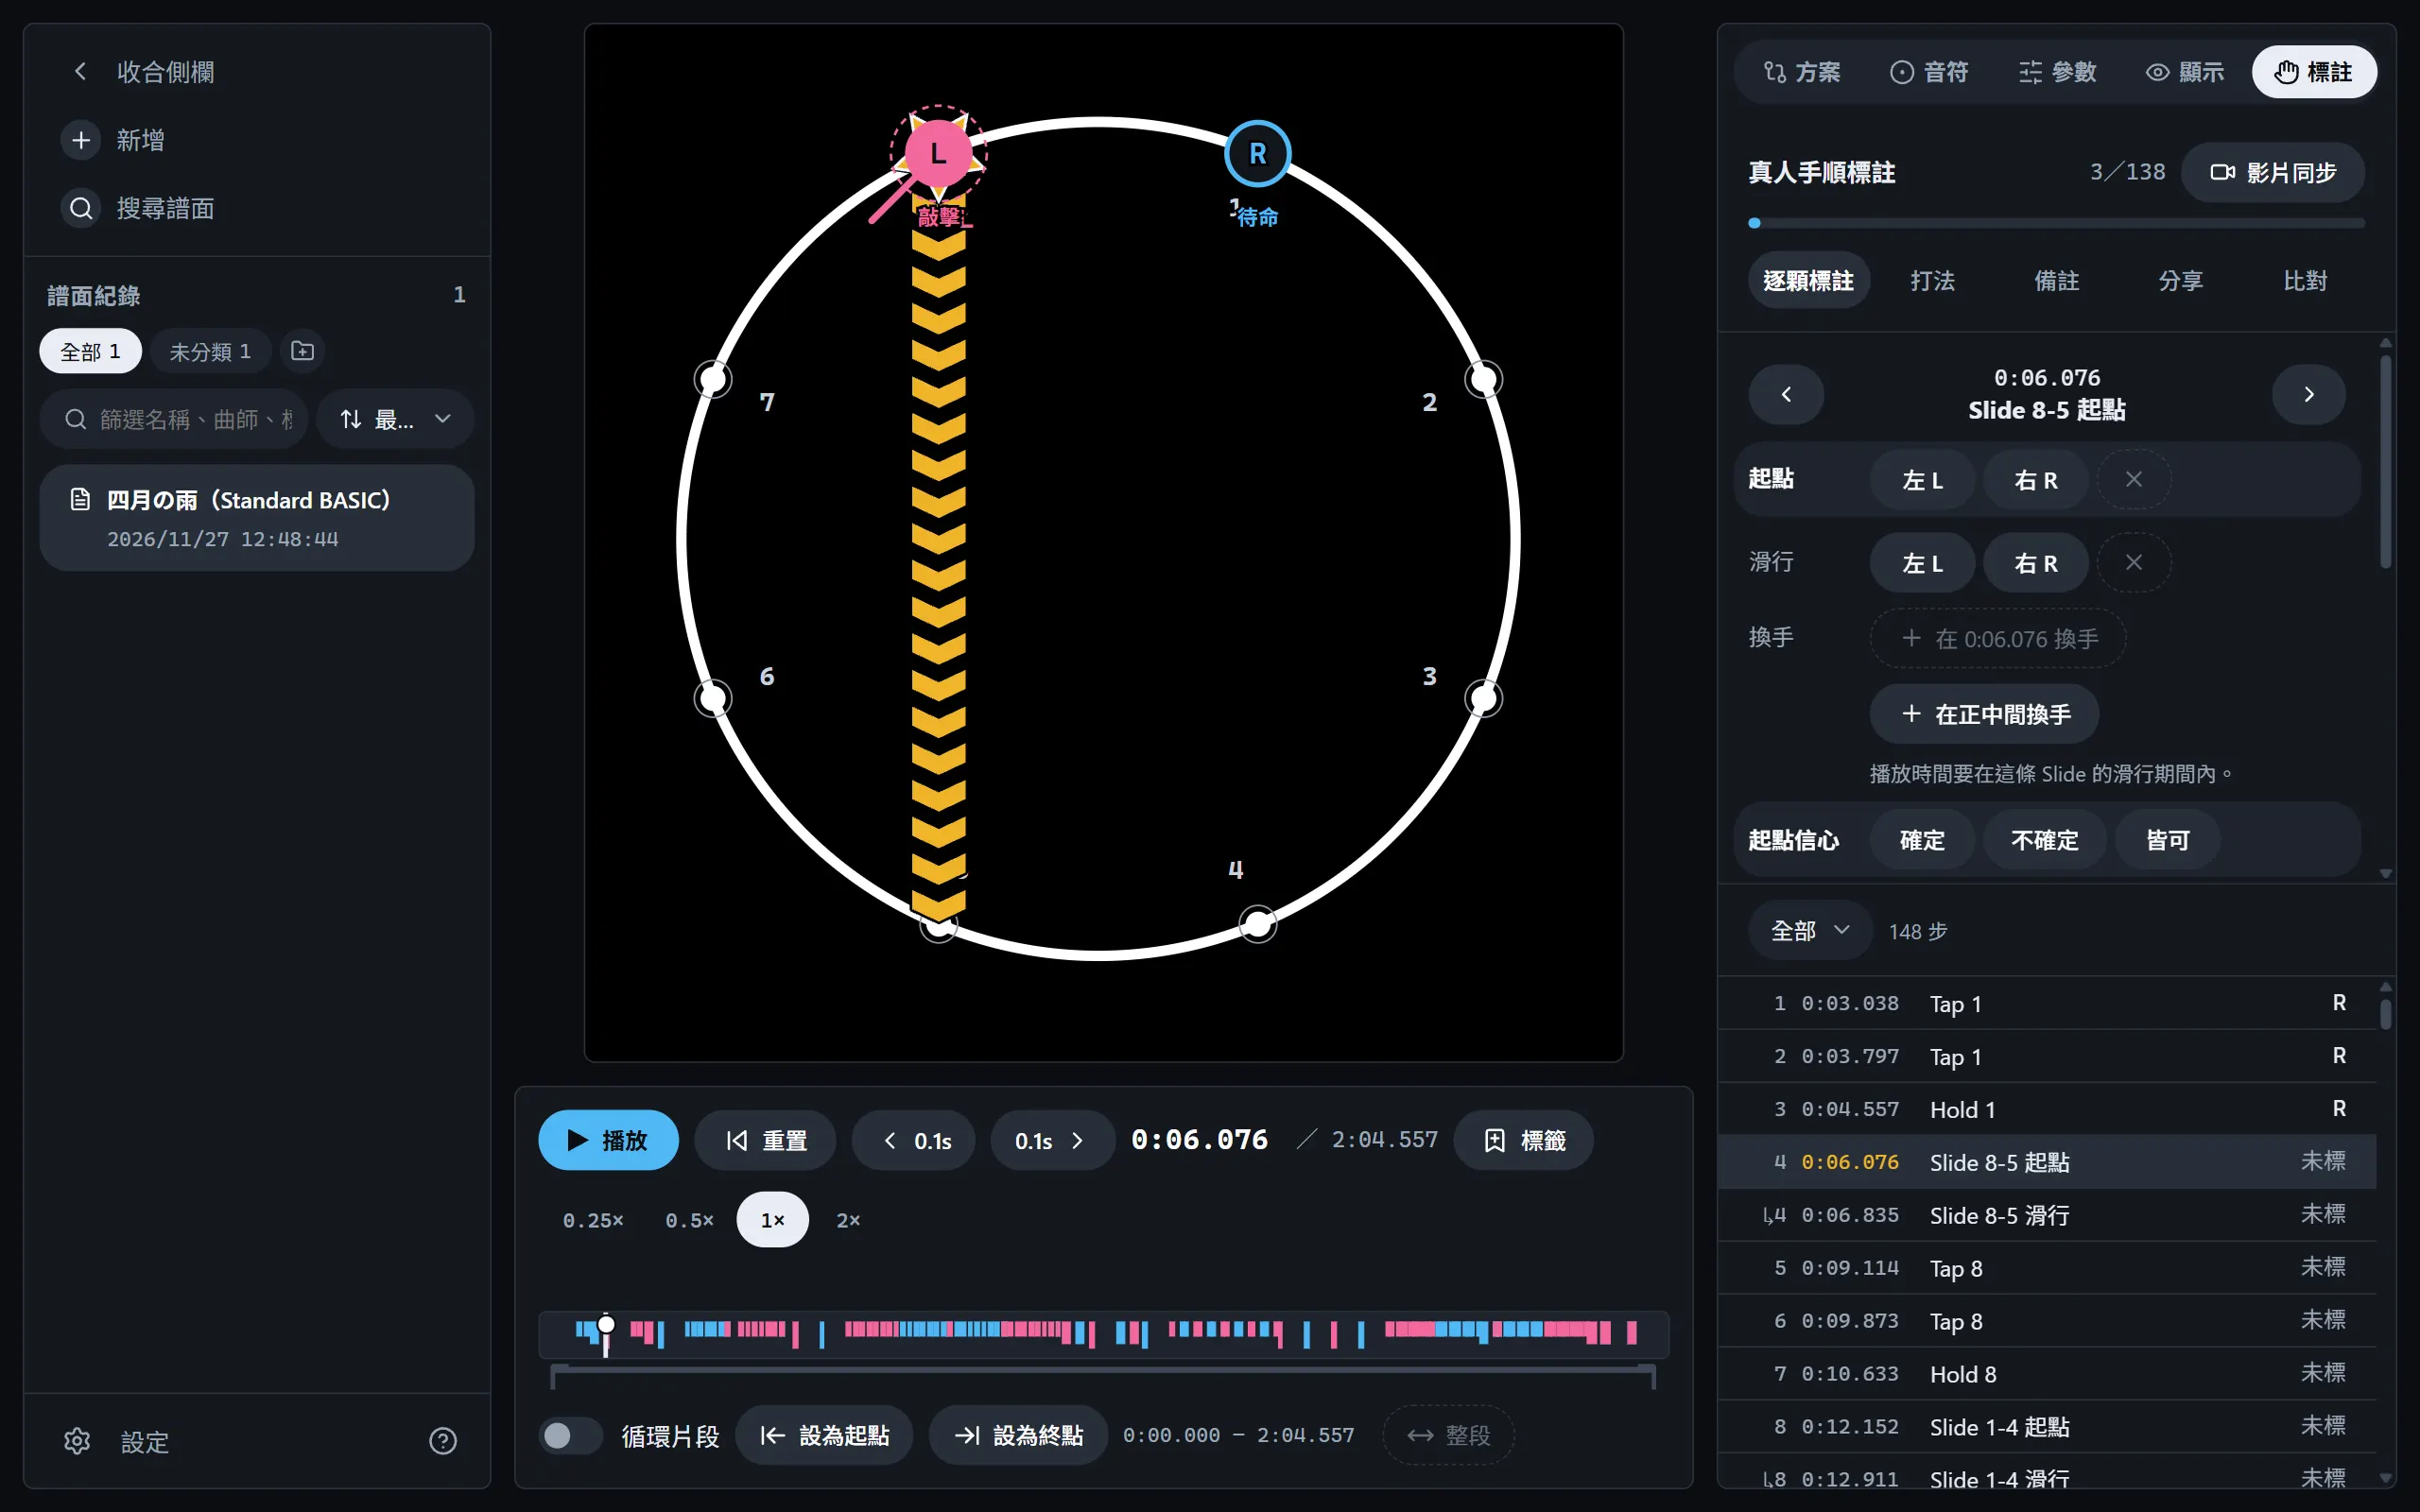 收合側欄
新增
搜尋譜面
譜面紀錄 1
全部 1 未分類 1
篩選名稱、曲師、 最...
四月の雨（Standard BASIC）
2026/11/27 12:48:44
設定
L R
敲擊 1 待命
7 2
6 3
4
播放 重置 0.1s 0.1s 0:06.076 ／ 2:04.557 標籤
0.25× 0.5× 1× 2×
循環片段 設為起點 設為終點 0:00.000 – 2:04.557 整段
方案 音符 參數 顯示 標註
真人手順標註 3／138 影片同步
逐顆標註 打法 備註 分享 比對
0:06.076
Slide 8-5 起點
起點 左 L 右 R
滑行 左 L 右 R
換手 在 0:06.076 換手
在正中間換手
播放時間要在這條 Slide 的滑行期間內。
起點信心 確定 不確定 皆可
全部 148 步
1 0:03.038 Tap 1 R
2 0:03.797 Tap 1 R
3 0:04.557 Hold 1 R
4 0:06.076 Slide 8-5 起點 未標
↳4 0:06.835 Slide 8-5 滑行 未標
5 0:09.114 Tap 8 未標
6 0:09.873 Tap 8 未標
7 0:10.633 Hold 8 未標
8 0:12.152 Slide 1-4 起點 未標
↳8 0:12.911 Slide 1-4 滑行 未標